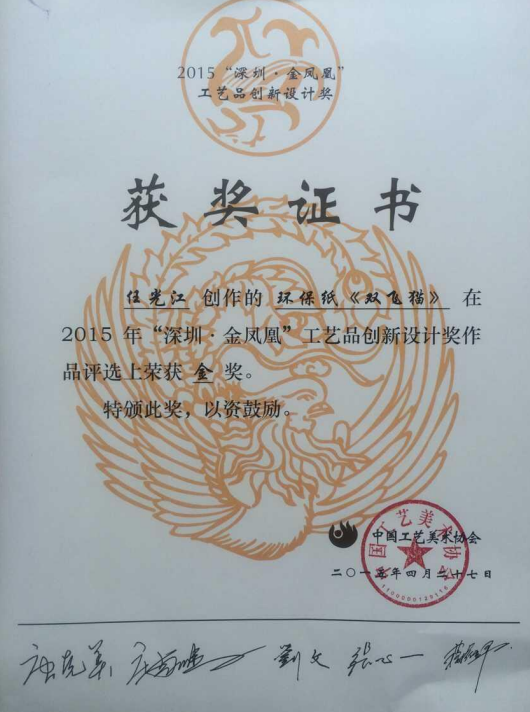 2015“深圳·金凤凰”
工艺品创新设计奖
获奖证书
任光江 创作的 环保纸《双飞猫》 在
2015 年“深圳·金凤凰”工艺品创新设计奖作
品评选上荣获 金 奖。
特颁此奖，以资鼓励。
中国工艺美术协会
二〇一五年四月二十七日
刘文 张心一